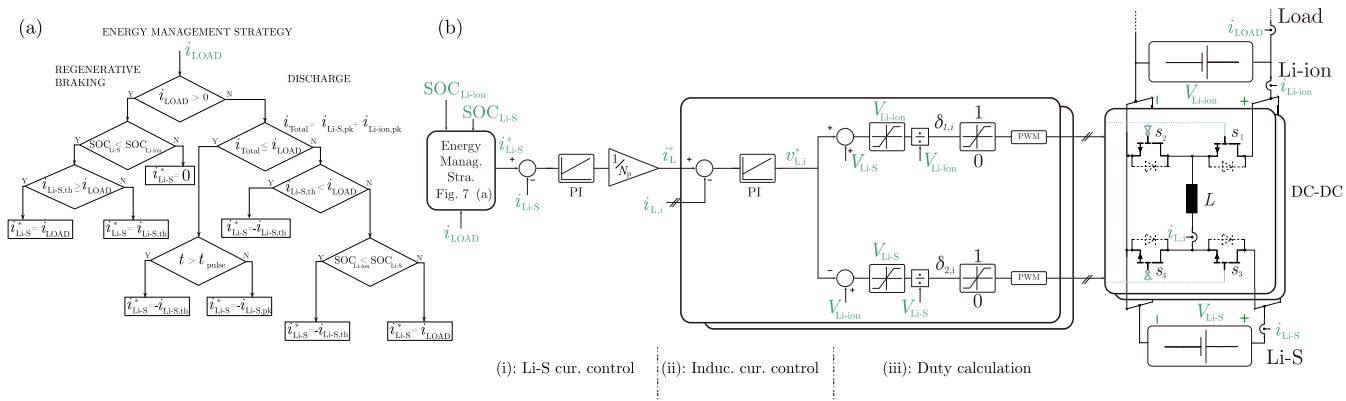 (a)
ENERGY MANAGEMENT STRATEGY
i_LOAD
REGENERATIVE
BRAKING
DISCHARGE
i_LOAD > 0
Y
N
i_Total = i_Li-S,pk + i_Li-ion,pk
SOC_Li-S ≤ SOC_Li-ion
Y
N
i_Total ≤ i_LOAD
Y
N
i*_Li-S = 0
i_Li-S,th ≥ i_LOAD
Y
N
i_Li-S,th < i_LOAD
Y
N
i*_Li-S = i_LOAD
i*_Li-S = i_Li-S,th
i*_Li-S = -i_Li-S,th
t > t_pulse
Y
N
SOC_Li-ion < SOC_Li-S
Y
N
i*_Li-S = -i_Li-S,th
i*_Li-S = -i_Li-S,pk
i*_Li-S = -i_Li-S,th
i*_Li-S = i_LOAD
(b)
SOC_Li-ion
SOC_Li-S
Energy
Manag.
Stra.
Fig. 7 (a)
i_LOAD
i*_Li-S
+
-
i_Li-S
PI
1/N_p
i*_L
+
-
i_L,i
PI
v*_L,i
+
+
V_Li-S
V_Li-ion
÷
V_Li-ion
δ_1,i
1
0
PWM
-
+
V_Li-ion
V_Li-S
÷
V_Li-S
δ_2,i
1
0
PWM
Load
i_LOAD
Li-ion
i_Li-ion
V_Li-ion
+
s_2
s_1
L
DC-DC
i_L,i
s_4
s_3
V_Li-S
+
i_Li-S
Li-S
(i): Li-S cur. control
(ii): Induc. cur. control
(iii): Duty calculation